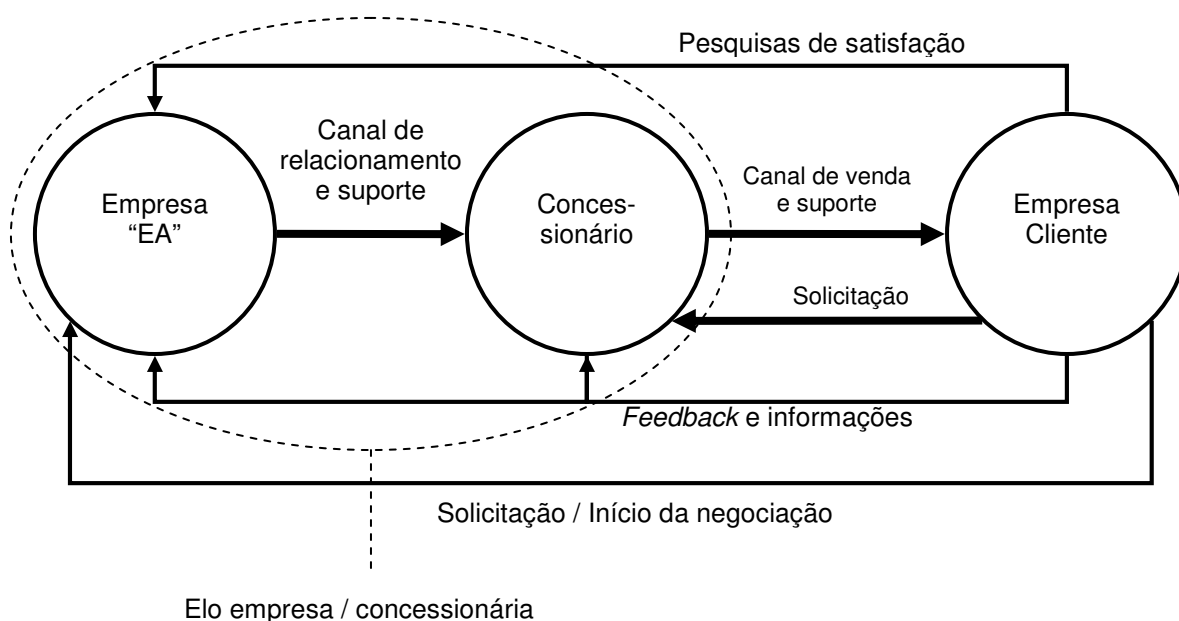 Pesquisas de satisfação
Canal de
relacionamento
e suporte
Empresa
“EA”
Conces-
sionário
Canal de venda
e suporte
Empresa
Cliente
Solicitação
Feedback e informações
Solicitação / Início da negociação
Elo empresa / concessionária